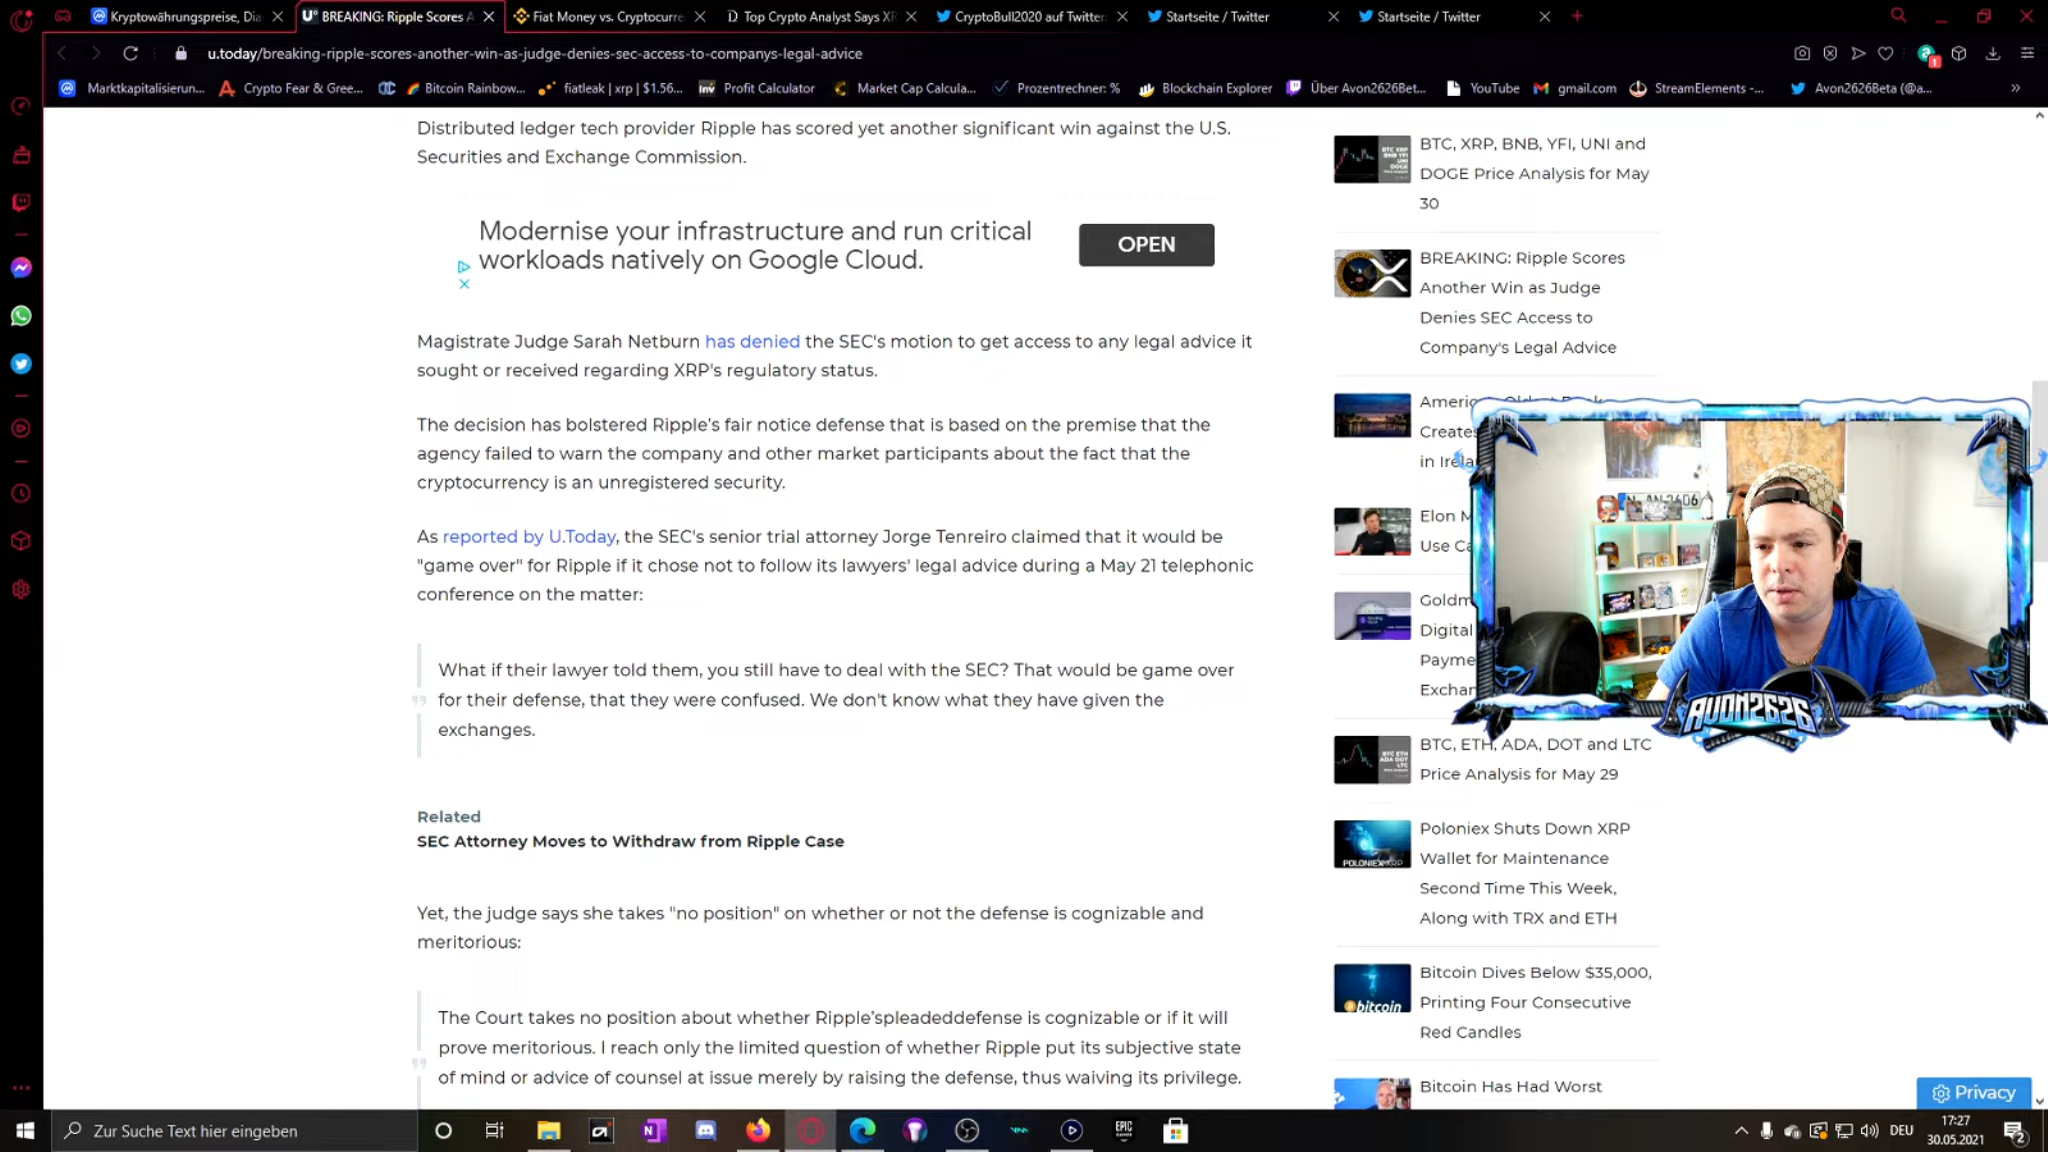 Kryptowährungspreise, Dia
BREAKING: Ripple Scores A
Fiat Money vs. Cryptocurre
Top Crypto Analyst Says XR
CryptoBull2020 auf Twitter:
Startseite / Twitter
Startseite / Twitter
u.today/breaking-ripple-scores-another-win-as-judge-denies-sec-access-to-companys-legal-advice
Marktkapitalisierun...
Crypto Fear & Gree...
Bitcoin Rainbow...
fiatleak | xrp | $1.56...
Inv
Profit Calculator
Market Cap Calcula...
Prozentrechner: %
Blockchain Explorer
Über Avon2626Bet...
YouTube
gmail.com
StreamElements -...
Avon2626Beta (@a...
Distributed ledger tech provider Ripple has scored yet another significant win against the U.S.
Securities and Exchange Commission.
Modernise your infrastructure and run critical
workloads natively on Google Cloud.
OPEN
Magistrate Judge Sarah Netburn has denied the SEC's motion to get access to any legal advice it
sought or received regarding XRP's regulatory status.
The decision has bolstered Ripple's fair notice defense that is based on the premise that the
agency failed to warn the company and other market participants about the fact that the
cryptocurrency is an unregistered security.
As reported by U.Today, the SEC's senior trial attorney Jorge Tenreiro claimed that it would be
"game over" for Ripple if it chose not to follow its lawyers' legal advice during a May 21 telephonic
conference on the matter:
What if their lawyer told them, you still have to deal with the SEC? That would be game over
for their defense, that they were confused. We don't know what they have given the
exchanges.
Related
SEC Attorney Moves to Withdraw from Ripple Case
Yet, the judge says she takes "no position" on whether or not the defense is cognizable and
meritorious:
The Court takes no position about whether Ripple'spleadeddefense is cognizable or if it will
prove meritorious. I reach only the limited question of whether Ripple put its subjective state
of mind or advice of counsel at issue merely by raising the defense, thus waiving its privilege.
BTC, XRP, BNB, YFI, UNI and
DOGE Price Analysis for May
30
BREAKING: Ripple Scores
Another Win as Judge
Denies SEC Access to
Company's Legal Advice
Creates
Elon M
Use Ca
Goldm
Digital
Payme
Exchan
AVON2626
BTC, ETH, ADA, DOT and LTC
Price Analysis for May 29
POLONIEX
Poloniex Shuts Down XRP
Wallet for Maintenance
Second Time This Week,
Along with TRX and ETH
bitcoin
Bitcoin Dives Below $35,000,
Printing Four Consecutive
Red Candles
Bitcoin Has Had Worst
Privacy
Zur Suche Text hier eingeben
EPIC
DEU
17:27
30.05.2021
2